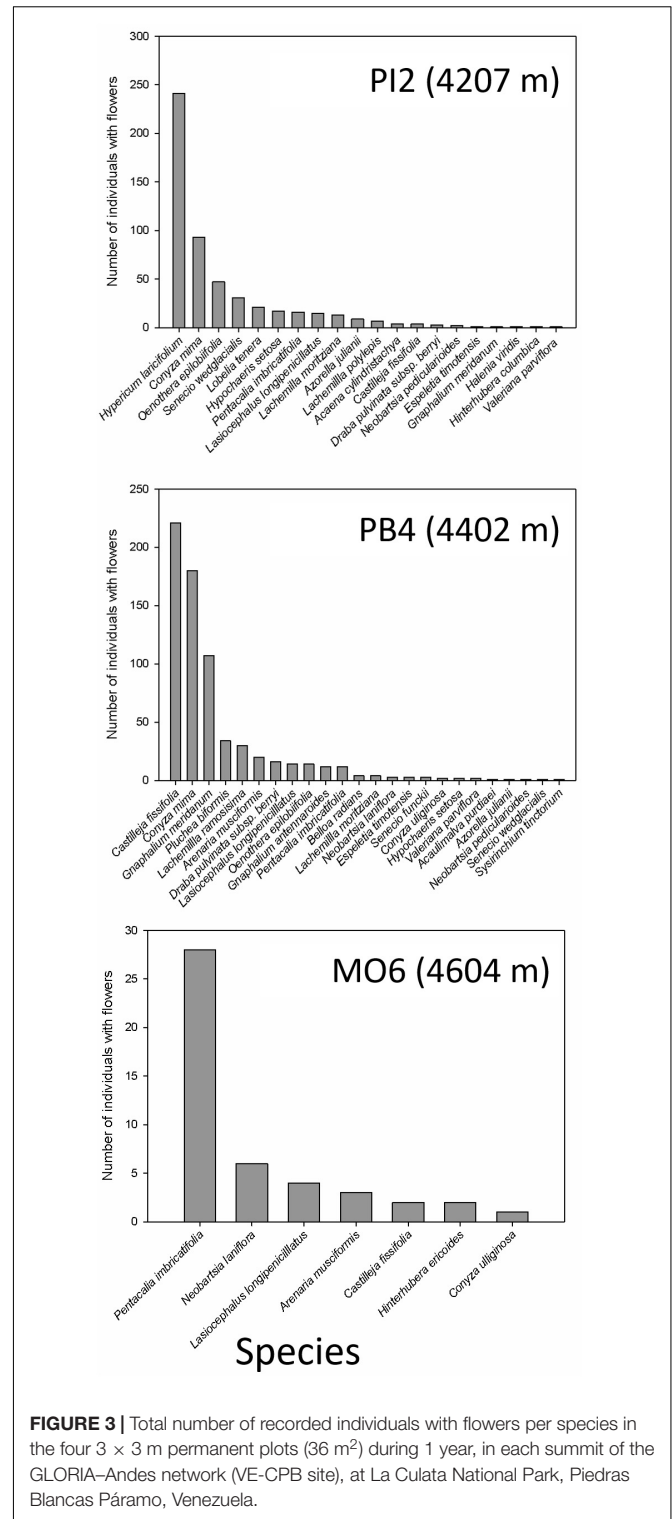 300
250
200
150
100
50
0
Number of individuals with flowers
PI2 (4207 m)
Hypericum laricifolium
Conyza mima
Oenothera epilobiifolia
Senecio wedglacialis
Lobelia tenera
Hypochaeris setosa
Pentacalia imbricatifolia
Lasiocephalus longipenicillatus
Lachemilla moritziana
Azorella julianii
Lachemilla polylepis
Acaena cylindristachya
Castilleja fissifolia
Draba pulvinata subsp. berryi
Neobartsia pedicularioides
Espeletia timotensis
Gnaphalium meridanum
Halenia viridis
Hinterhubera columbica
Valeriana parviflora
250
200
150
100
50
0
Number of individuals with flowers
PB4 (4402 m)
Castilleja fissifolia
Conyza mima
Gnaphalium meridanum
Pluchea biformis
Lachemilla ramosisima
Arenaria musciformis
Draba pulvinata subsp. berryi
Lasiocephalus longipenicillatus
Oenothera epilobiifolia
Gnaphalium antennaroides
Pentacalia imbricatifolia
Belloa radians
Lachemilla moritziana
Neobartsia laniflora
Espeletia timotensis
Senecio funckii
Conyza uliginosa
Hypochaeris setosa
Valeriana parviflora
Acaulimalva purdiaei
Azorella julianii
Neobartsia pedicularioides
Senecio wedglacialis
Sysirinchium tinctorium
30
25
20
15
10
5
0
Number of individuals with flowers
MO6 (4604 m)
Pentacalia imbricatifolia
Neobartsia laniflora
Lasiocephalus longipenicilllatus
Arenaria musciformis
Castilleja fissifolia
Hinterhubera ericoides
Conyza ulliginosa
Species
FIGURE 3 | Total number of recorded individuals with flowers per species in
the four 3 × 3 m permanent plots (36 m²) during 1 year, in each summit of the
GLORIA–Andes network (VE-CPB site), at La Culata National Park, Piedras
Blancas Páramo, Venezuela.